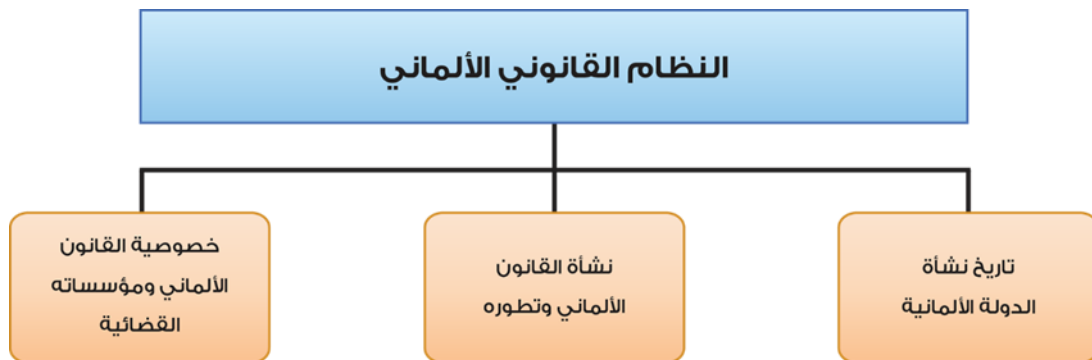 النظام القانوني الألماني
تاريخ نشأة
الدولة الألمانية
نشأة القانون
الألماني وتطوره
خصوصية القانون
الألماني ومؤسساته
القضائية